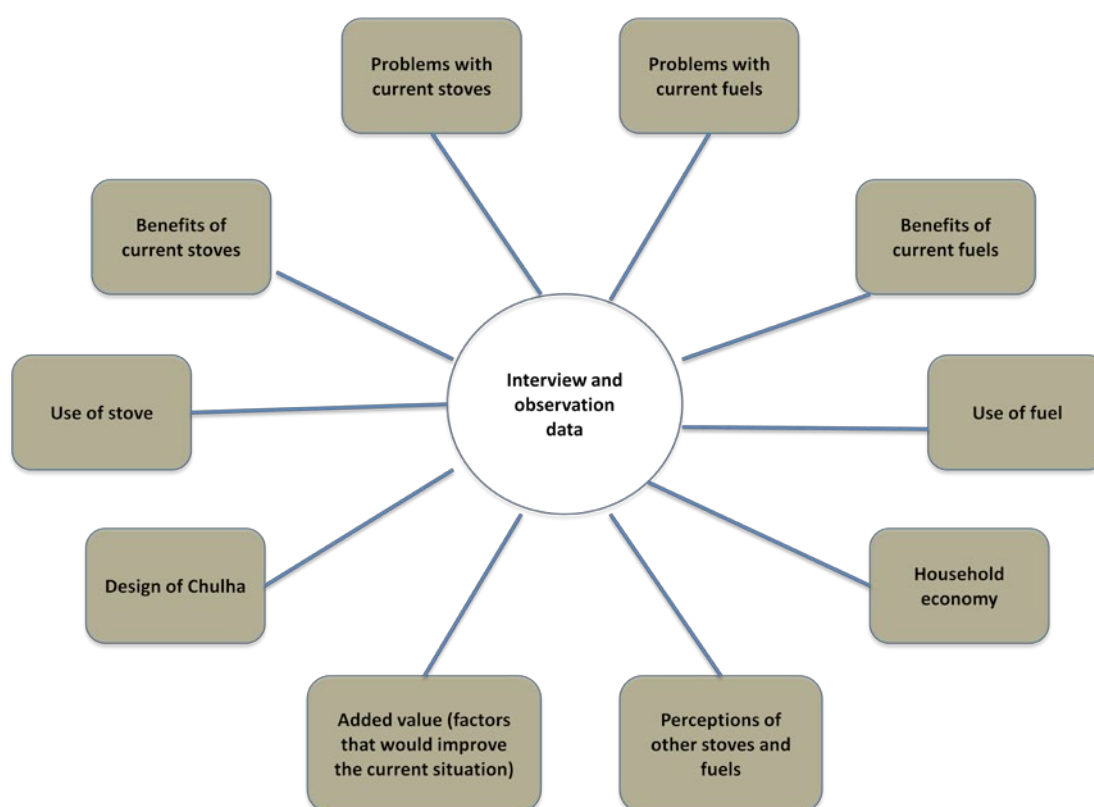 Problems with
current stoves
Problems with
current fuels
Benefits of
current stoves
Benefits of
current fuels
Interview and
observation
data
Use of stove
Use of fuel
Design of Chulha
Household
economy
Added value (factors
that would improve
the current situation)
Perceptions of
other stoves and
fuels